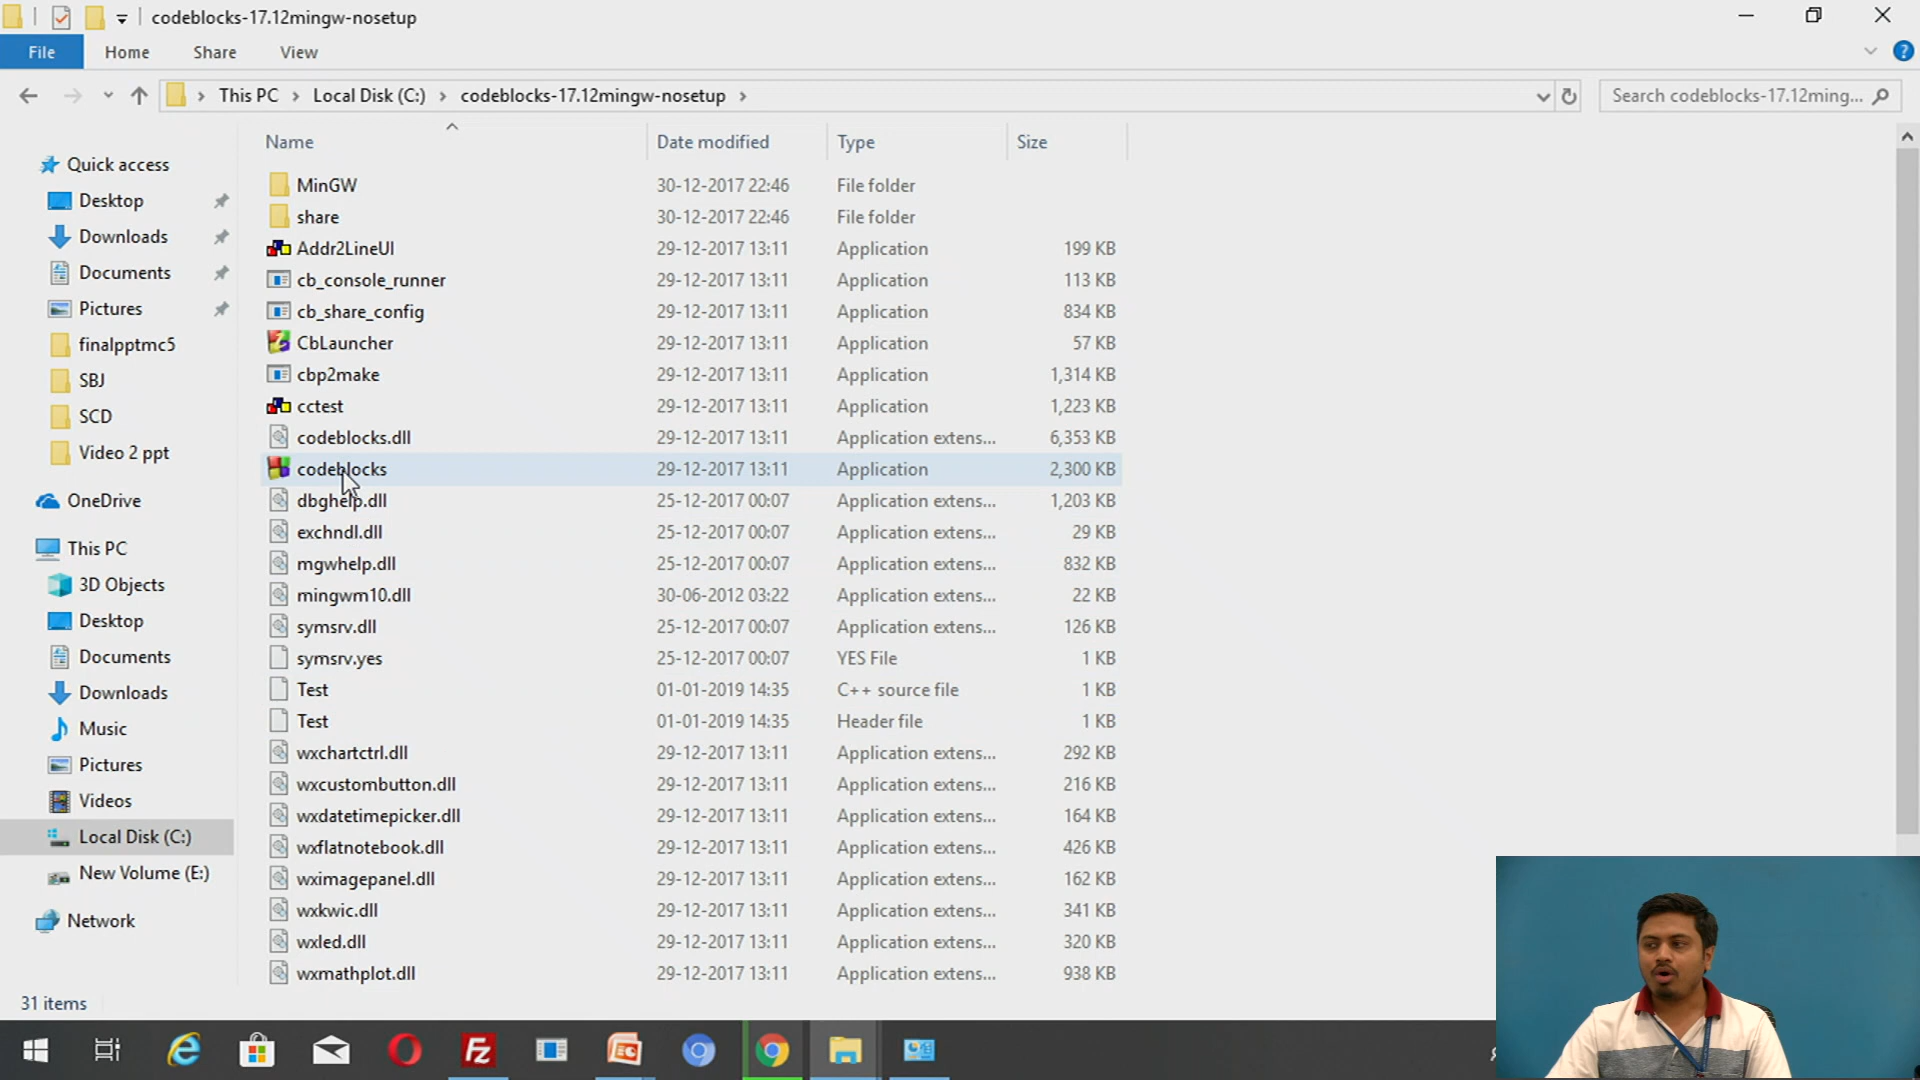 codeblocks-17.12mingw-nosetup
File Home Share View
This PC Local Disk (C:) codeblocks-17.12mingw-nosetup
Search codeblocks-17.12ming...
Name Date modified Type Size
Quick access
Desktop
Downloads
Documents
Pictures
finalpptmc5
SBJ
SCD
Video 2 ppt
OneDrive
This PC
3D Objects
Desktop
Documents
Downloads
Music
Pictures
Videos
Local Disk (C:)
New Volume (E:)
Network
MinGW 30-12-2017 22:46 File folder
share 30-12-2017 22:46 File folder
Addr2LineUI 29-12-2017 13:11 Application 199 KB
cb_console_runner 29-12-2017 13:11 Application 113 KB
cb_share_config 29-12-2017 13:11 Application 834 KB
CbLauncher 29-12-2017 13:11 Application 57 KB
cbp2make 29-12-2017 13:11 Application 1,314 KB
cctest 29-12-2017 13:11 Application 1,223 KB
codeblocks.dll 29-12-2017 13:11 Application extens... 6,353 KB
codeblocks 29-12-2017 13:11 Application 2,300 KB
dbghelp.dll 25-12-2017 00:07 Application extens... 1,203 KB
exchndl.dll 25-12-2017 00:07 Application extens... 29 KB
mgwhelp.dll 25-12-2017 00:07 Application extens... 832 KB
mingwm10.dll 30-06-2012 03:22 Application extens... 22 KB
symsrv.dll 25-12-2017 00:07 Application extens... 126 KB
symsrv.yes 25-12-2017 00:07 YES File 1 KB
Test 01-01-2019 14:35 C++ source file 1 KB
Test 01-01-2019 14:35 Header file 1 KB
wxchartctrl.dll 29-12-2017 13:11 Application extens... 292 KB
wxcustombutton.dll 29-12-2017 13:11 Application extens... 216 KB
wxdatetimepicker.dll 29-12-2017 13:11 Application extens... 164 KB
wxflatnotebook.dll 29-12-2017 13:11 Application extens... 426 KB
wximagepanel.dll 29-12-2017 13:11 Application extens... 162 KB
wxkwic.dll 29-12-2017 13:11 Application extens... 341 KB
wxled.dll 29-12-2017 13:11 Application extens... 320 KB
wxmathplot.dll 29-12-2017 13:11 Application extens... 938 KB
31 items